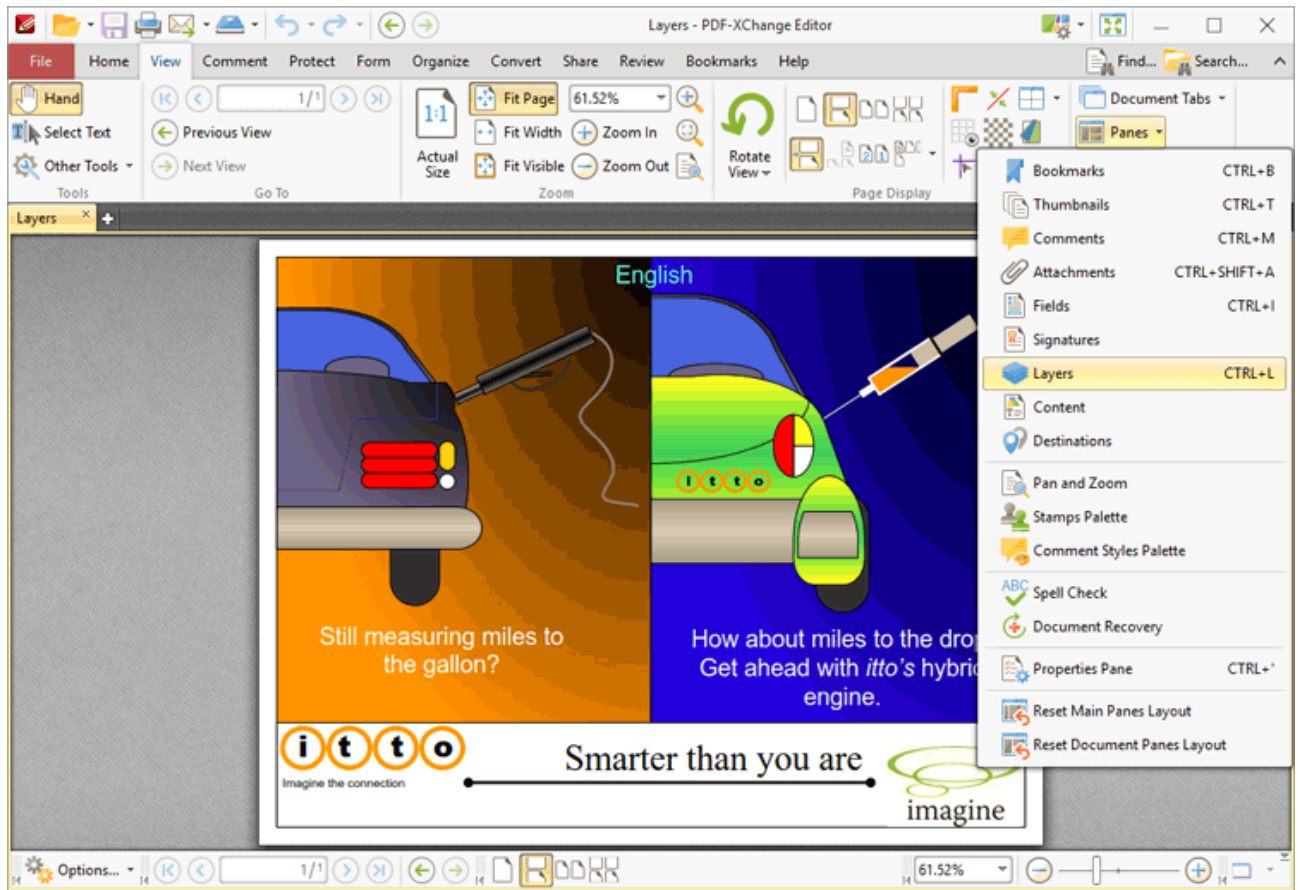 Layers - PDF-XChange Editor
File Home View Comment Protect Form Organize Convert Share Review Bookmarks Help Find... Search...
Hand
Select Text
Other Tools
Tools
1/1
Previous View
Next View
Go To
1:1
Actual
Size
Fit Page 61.52%
Fit Width Zoom In
Fit Visible Zoom Out
Zoom
Rotate
View
Page Display
Document Tabs
Panes
Bookmarks CTRL+B
Thumbnails CTRL+T
Comments CTRL+M
Attachments CTRL+SHIFT+A
Fields CTRL+I
Signatures
Layers CTRL+L
Content
Destinations
Pan and Zoom
Stamps Palette
Comment Styles Palette
ABC Spell Check
Document Recovery
Properties Pane CTRL+'
Reset Main Panes Layout
Reset Document Panes Layout
Layers
English
itto
Still measuring miles to
the gallon?
How about miles to the drop
Get ahead with itto's hybrid
engine.
itto
Imagine the connection
Smarter than you are
imagine
Options... 1/1 61.52%